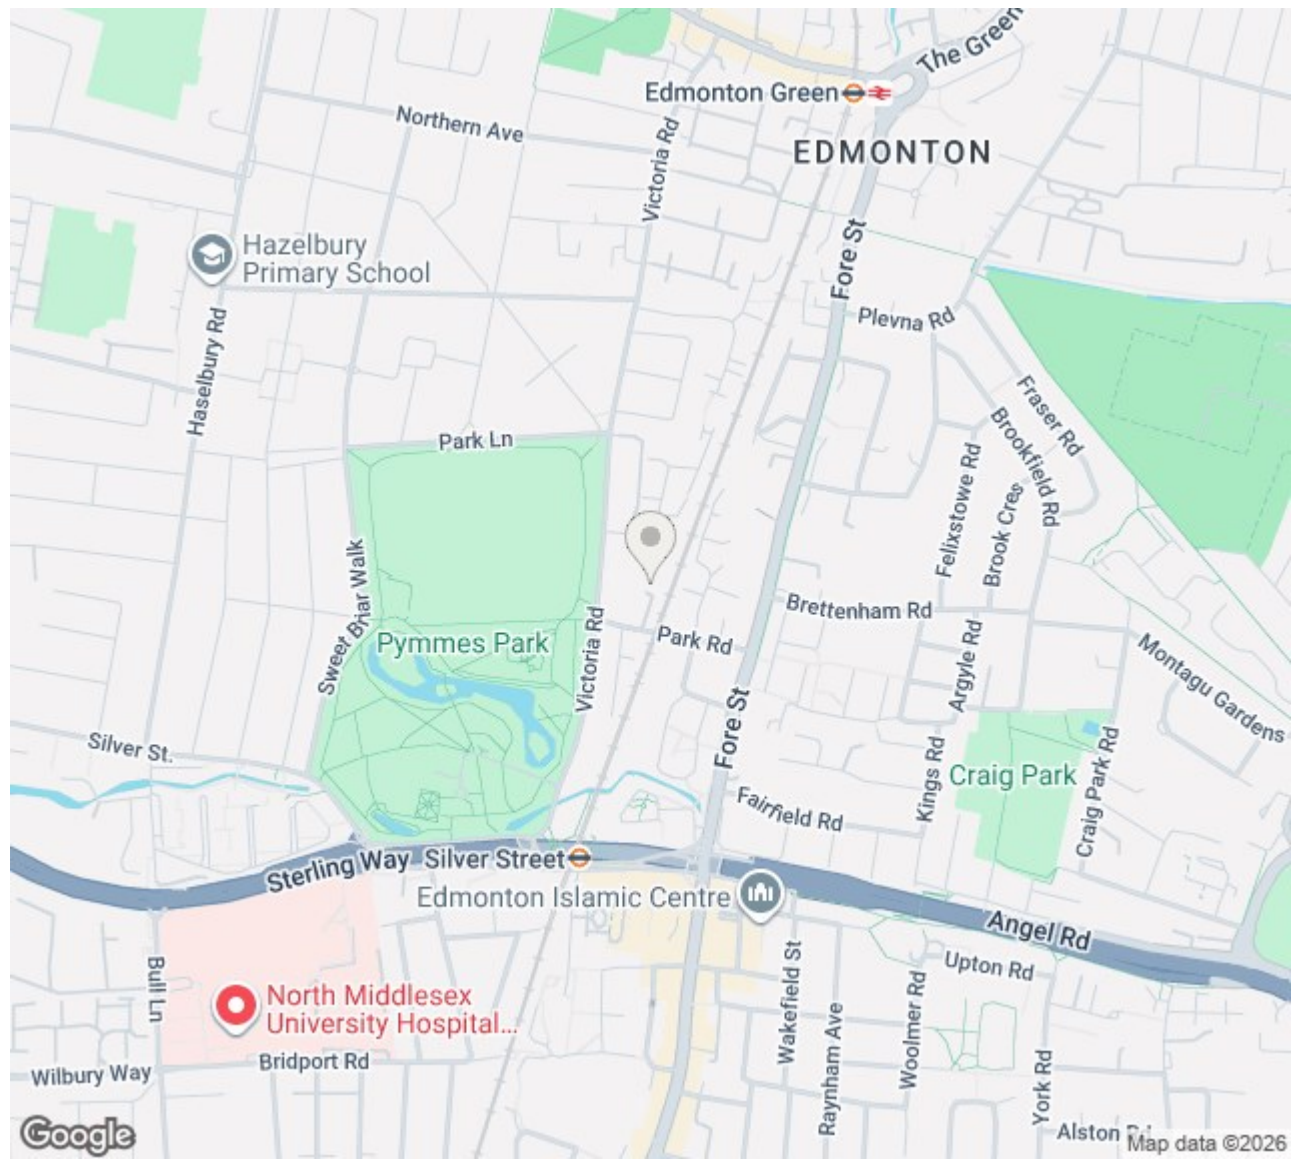 The Green
Edmonton Green
Northern Ave
EDMONTON
Victoria Rd
Hazelbury
Primary School
Fore St
Plevna Rd
Haselbury Rd
Fraser Rd
Brookfield Rd
Park Ln
Felixstowe Rd
Brook Cres
Sweet Briar Walk
Brettenham Rd
Pymmes Park
Victoria Rd
Park Rd
Argyle Rd
Montagu Gardens
Silver St.
Fore St
Kings Rd
Craig Park
Craig Park Rd
Fairfield Rd
Sterling Way
Silver Street
Edmonton Islamic Centre
Angel Rd
Bull Ln
Wakefield St
Upton Rd
North Middlesex
University Hospital...
Raynham Ave
Woolmer Rd
Bridport Rd
Wilbury Way
York Rd
Alston Rd
Google
Map data ©2026